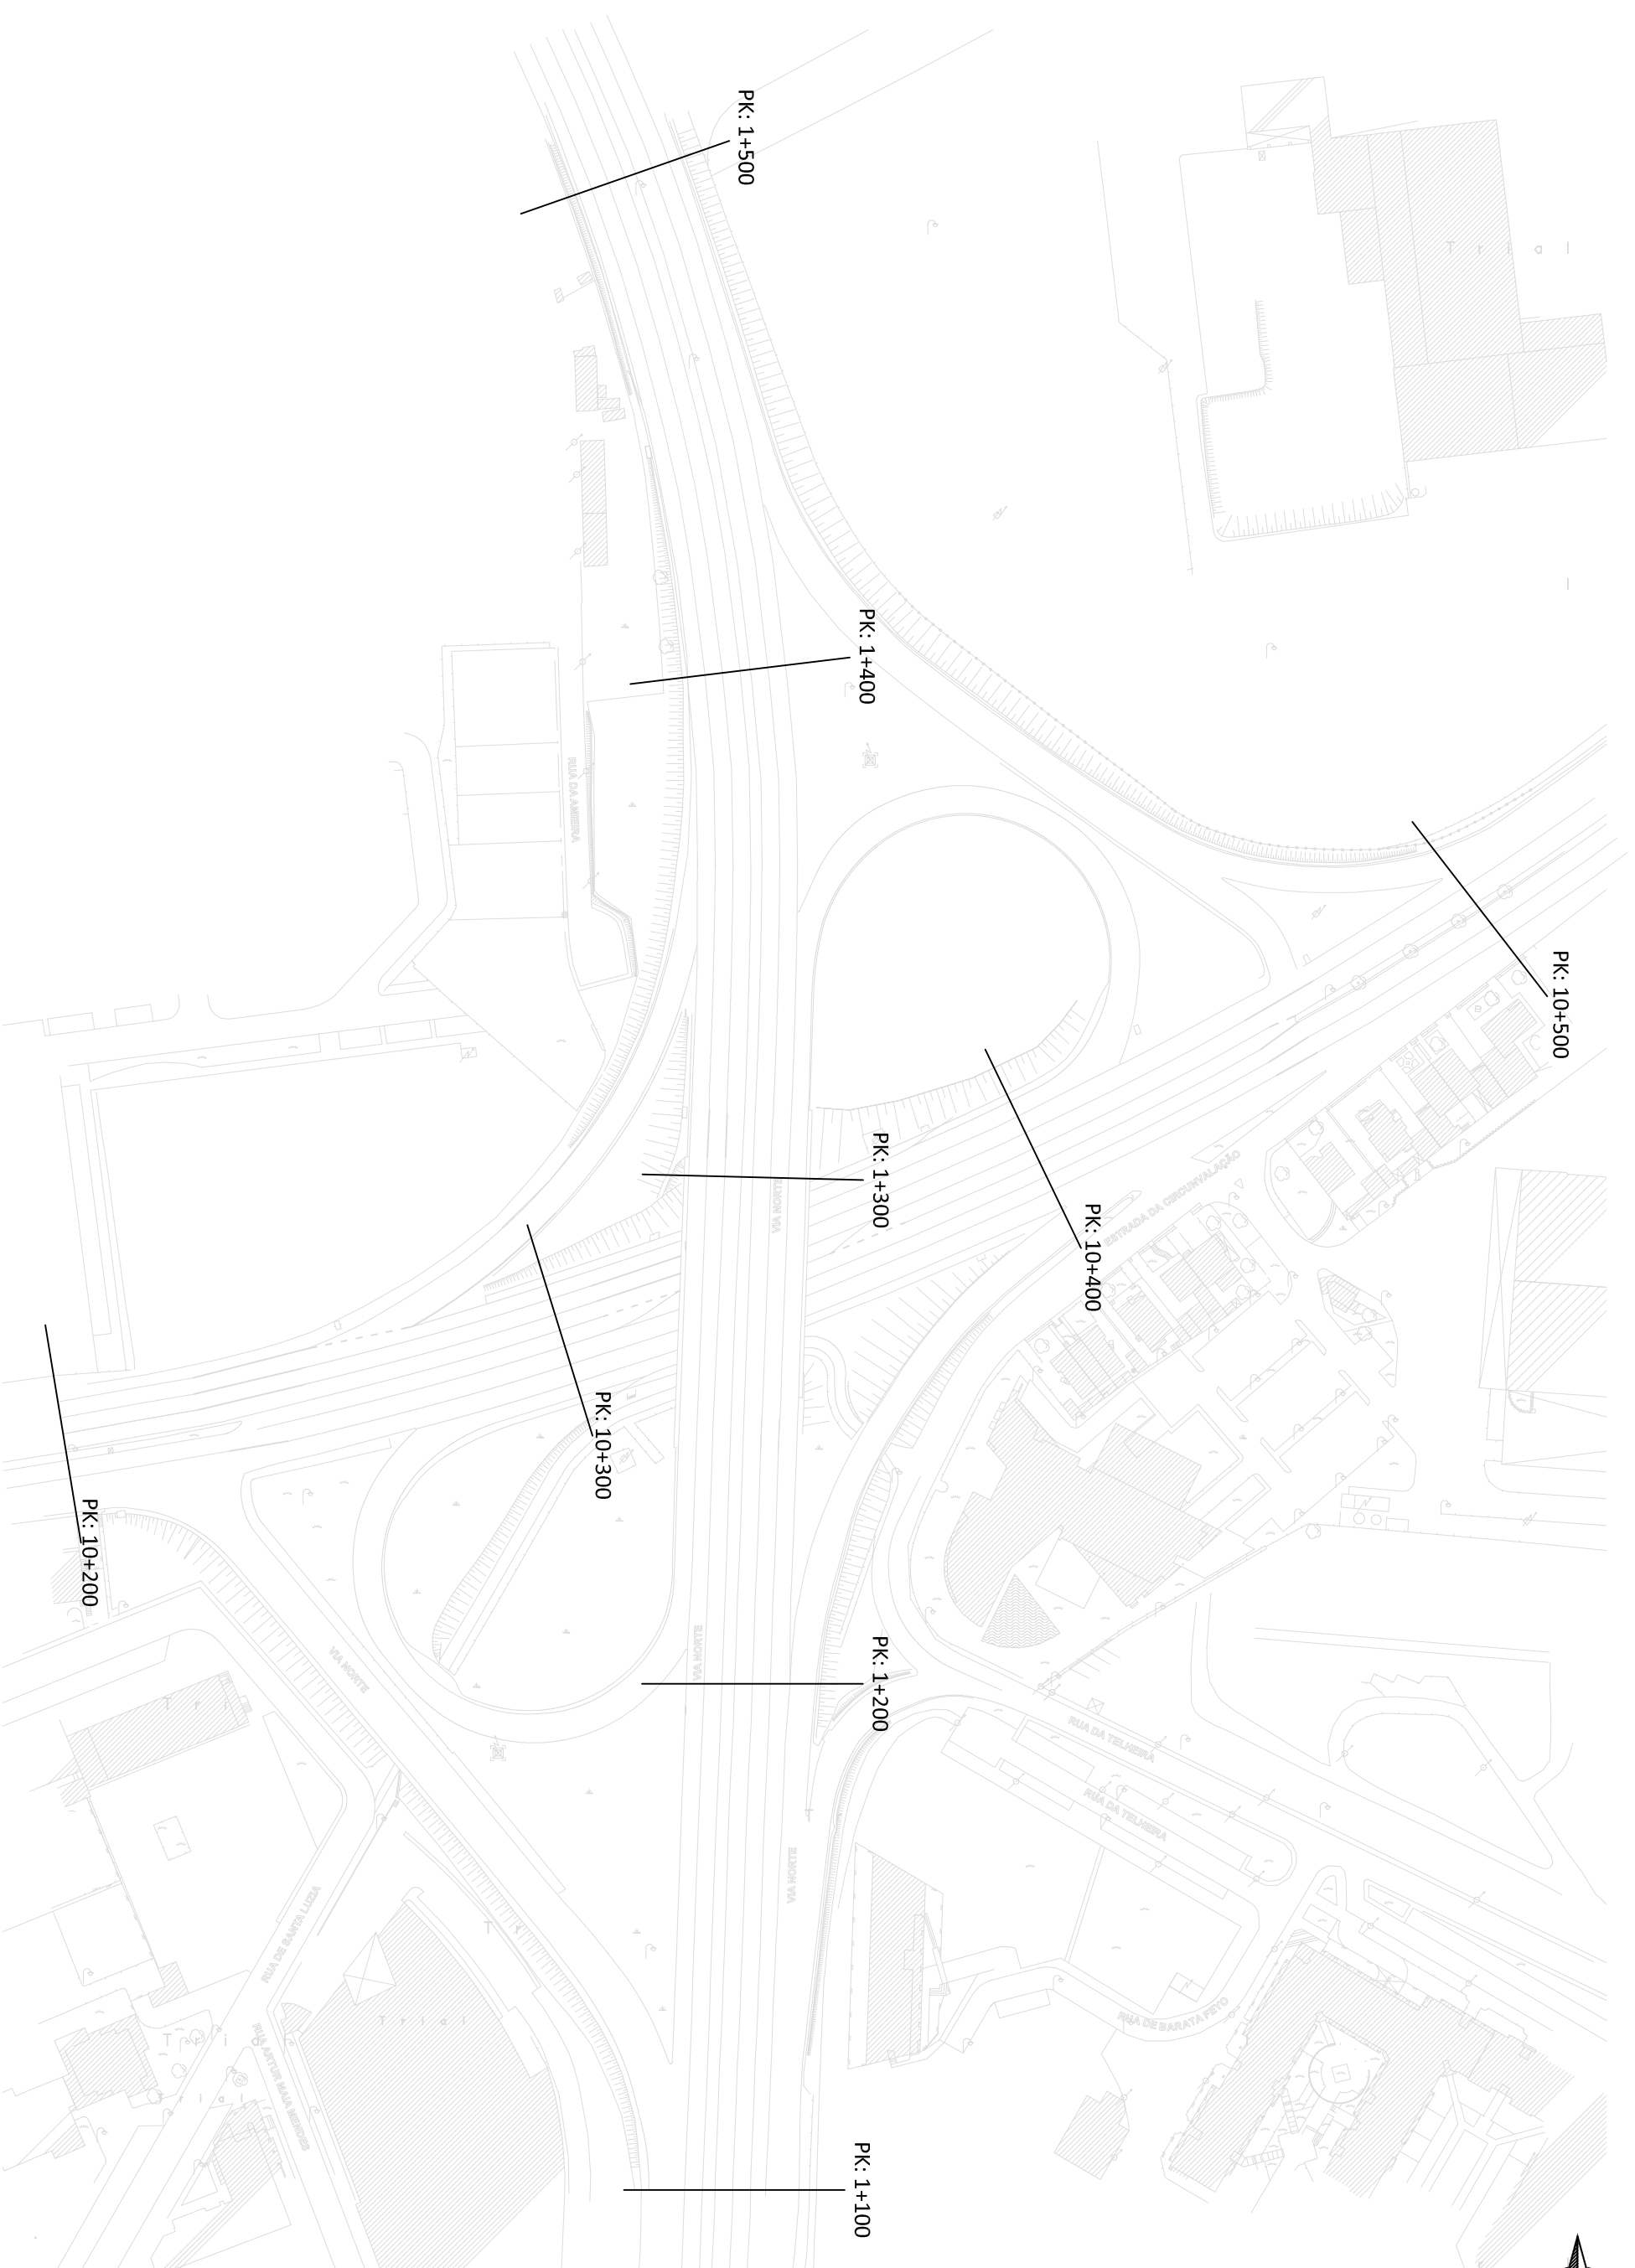 PK: 1+500
T r i a l
PK: 1+400
RUA DA AMIEIRA
PK: 10+500
PK: 1+300
VIA NORTE
ESTRADA DA CIRCUNVALAÇÃO
PK: 10+400
PK: 10+300
PK: 10+200
VIA NORTE
VIA NORTE
PK: 1+200
T r i
RUA DA TELHEIRA
RUA DA TELHEIRA
T
VIA NORTE
RUA DE SANTA LUZIA
T r
T r i a l
RUA DE BARATA FEYO
RUA ARTUR MAIA MENDES
T r i a l
T r i a l
PK: 1+100